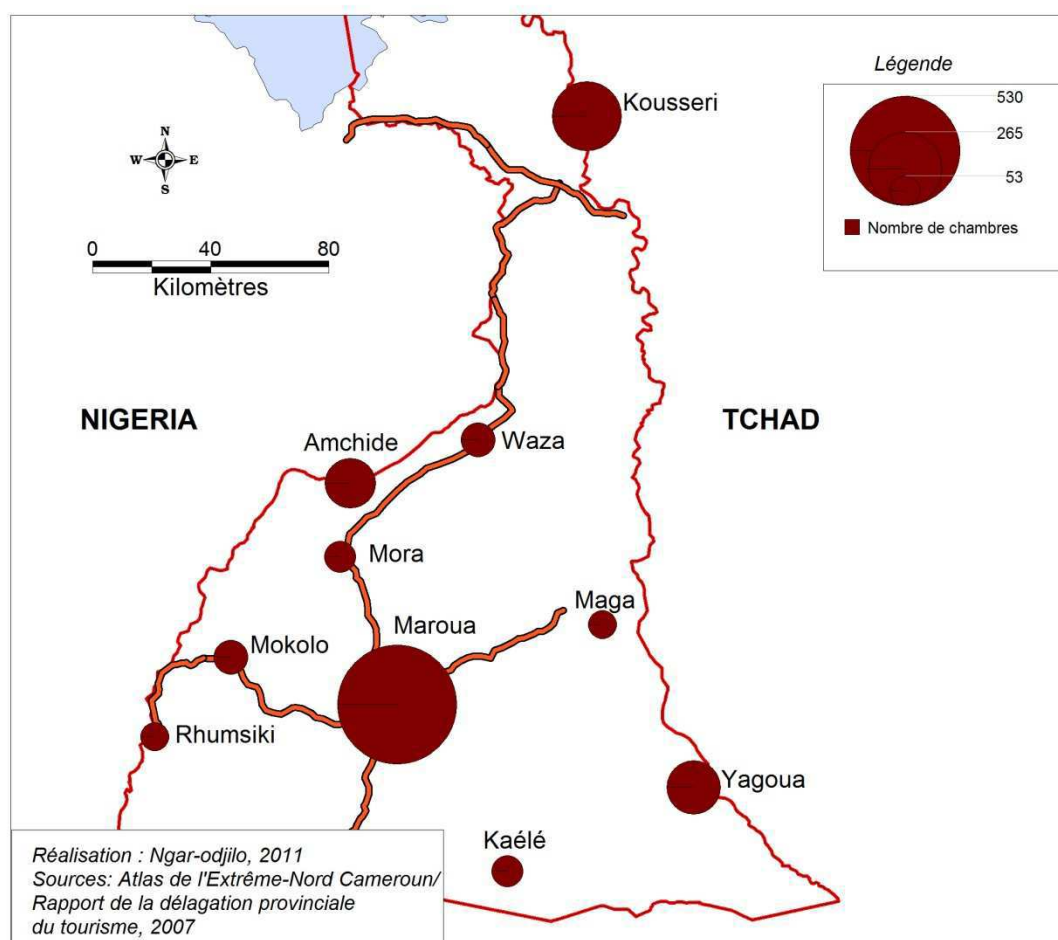 Légende
530
265
53
Nombre de chambres
Kousseri
N
W E
S
0 40 80
Kilomètres
NIGERIA
TCHAD
Amchide
Waza
Mora
Maga
Maroua
Mokolo
Rhumsiki
Yagoua
Kaélé
Réalisation : Ngar-odjilo, 2011
Sources: Atlas de l'Extrême-Nord Cameroun/
Rapport de la délagation provinciale
du tourisme, 2007